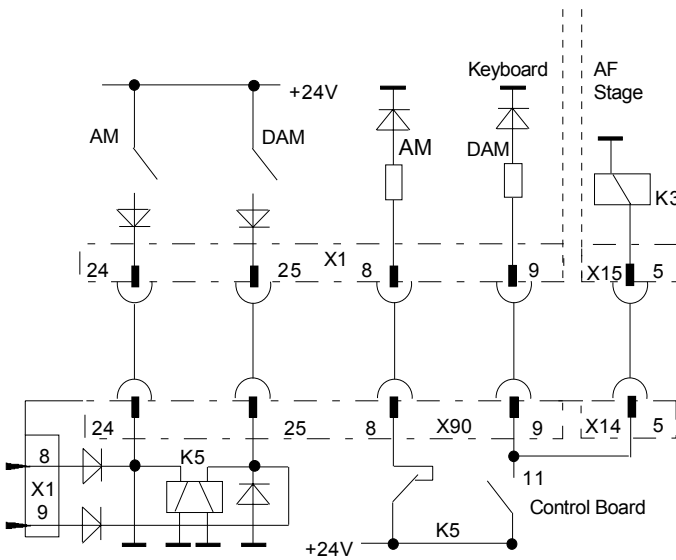 Keyboard
AF
Stage
+24V
AM
DAM
AM
DAM
K3
24
25
X1
8
9
X15
5
24
25
8
X90
9
X14
5
8
K5
X1
9
11
Control Board
+24V
K5